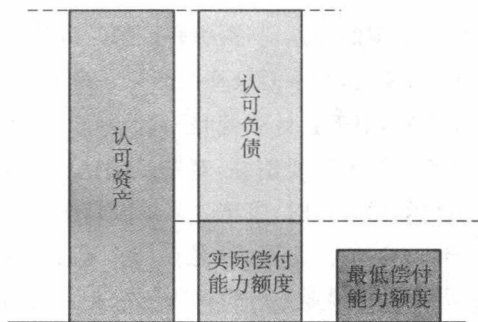 认可资产
认可负债
实际偿付
能力额度
最低偿付
能力额度